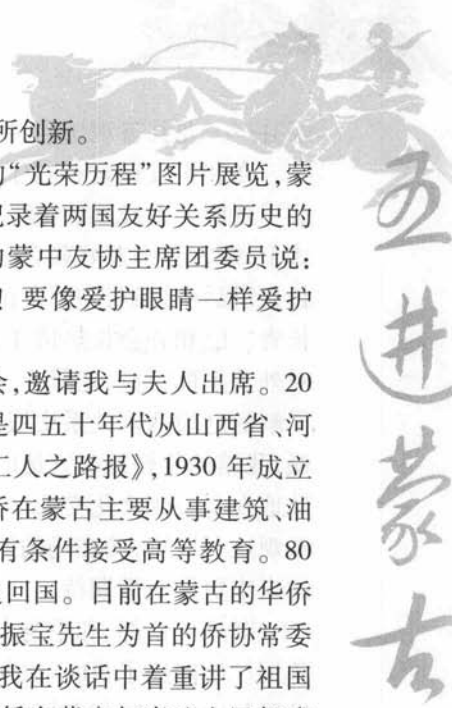 所创新。
“光荣历程”图片展览,蒙
记录着两国友好关系历史的
蒙中友协主席团委员说:
要像爱护眼睛一样爱护
会,邀请我与夫人出席。20
是四五十年代从山西省、河
工人之路报》,1930 年成立
侨在蒙古主要从事建筑、油
有条件接受高等教育。80
回国。目前在蒙古的华侨
振宝先生为首的侨协常委
我在谈话中着重讲了祖国
五进蒙古